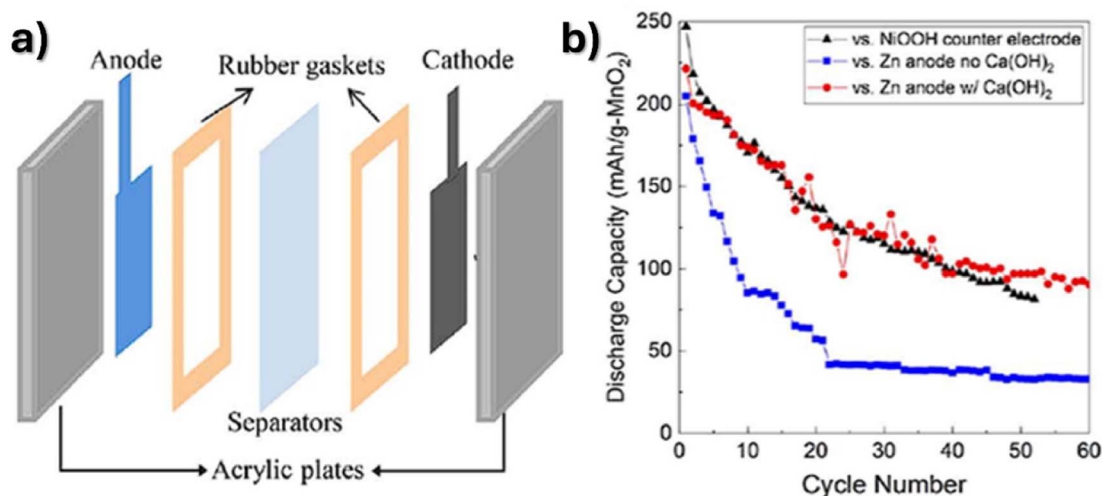 a)
Anode
Rubber gaskets
Cathode
Separators
Acrylic plates
b)
Discharge Capacity (mAh/g-MnO₂)
250
200
150
100
50
0
vs. NiOOH counter electrode
vs. Zn anode no Ca(OH)₂
vs. Zn anode w/ Ca(OH)₂
0 10 20 30 40 50 60
Cycle Number